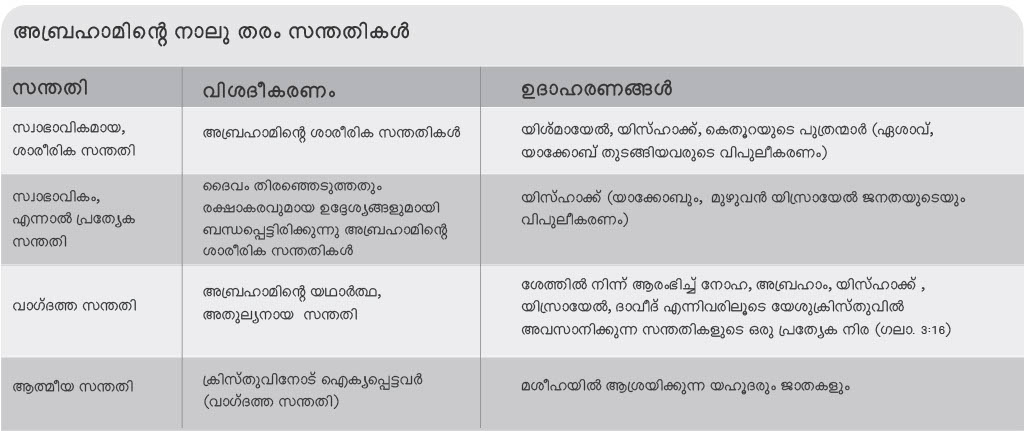 അബ്രഹാമിന്റെ നാലു തരം സന്തതികൾ
സന്തതി
വിശദീകരണം
ഉദാഹരണങ്ങൾ
സ്വാഭാവികമായ,
ശാരീരിക സന്തതി
അബ്രഹാമിന്റെ ശാരീരിക സന്തതികൾ
യിശ്മായേൽ, യിസ്ഹാക്ക്, കെതൂറയുടെ പുത്രന്മാർ (ഏശാവ്,
യാക്കോബ് തുടങ്ങിയവരുടെ വിപുലീകരണം)
സ്വാഭാവികം,
എന്നാൽ പ്രത്യേക
സന്തതി
ദൈവം തിരഞ്ഞെടുത്തതും
രക്ഷാകരവുമായ ഉദ്ദേശ്യങ്ങളുമായി
ബന്ധപ്പെട്ടിരിക്കുന്നു അബ്രഹാമിന്റെ
ശാരീരിക സന്തതികൾ
യിസ്ഹാക്ക് (യാക്കോബും, മുഴുവൻ യിസ്രായേൽ ജനതയുടെയും
വിപുലീകരണം)
വാഗ്ദത്ത സന്തതി
അബ്രഹാമിന്റെ യഥാർത്ഥ,
അതുല്യനായ സന്തതി
ശേത്തിൽ നിന്ന് ആരംഭിച്ച് നോഹ, അബ്രഹാം, യിസ്ഹാക്ക് ,
യിസ്രായേൽ, ദാവീദ് എന്നിവരിലൂടെ യേശുക്രിസ്തുവിൽ
അവസാനിക്കുന്ന സന്തതികളുടെ ഒരു പ്രത്യേക നിര (ഗലാ. 3:16)
ആത്മീയ സന്തതി
ക്രിസ്തുവിനോട് ഐക്യപ്പെട്ടവർ
(വാഗ്ദത്ത സന്തതി)
മശീഹയിൽ ആശ്രയിക്കുന്ന യഹൂദരും ജാതകളും